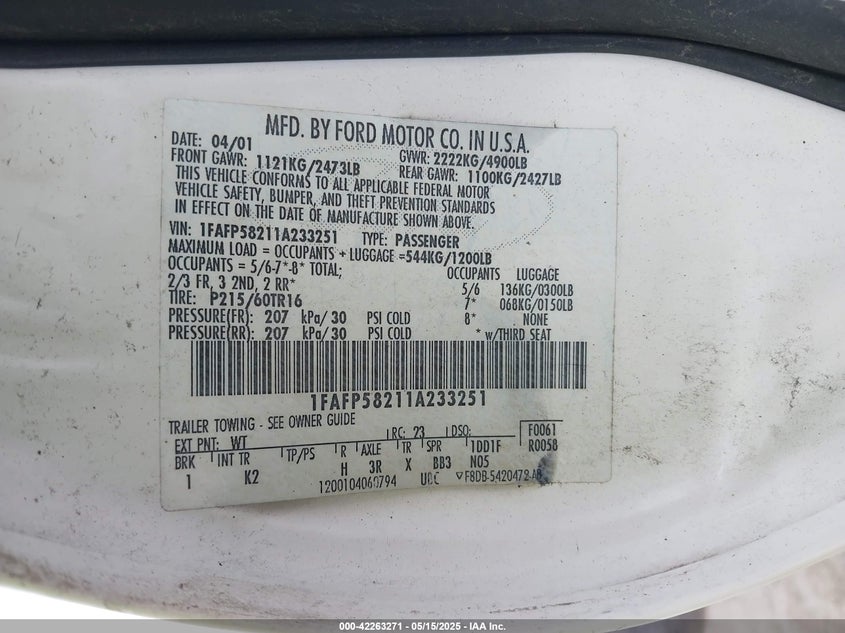 MFD. BY FORD MOTOR CO. IN U.S.A.
DATE: 04/01 GVWR: 2222KG/4900LB
FRONT GAWR: 1121KG/2473LB REAR GAWR: 1100KG/2427LB
THIS VEHICLE CONFORMS TO ALL APPLICABLE FEDERAL MOTOR
VEHICLE SAFETY, BUMPER, AND THEFT PREVENTION STANDARDS
IN EFFECT ON THE DATE OF MANUFACTURE SHOWN ABOVE.
VIN: 1FAFP58211A233251 TYPE: PASSENGER
MAXIMUM LOAD = OCCUPANTS + LUGGAGE =544KG/1200LB
OCCUPANTS = 5/6-7*-8* TOTAL; OCCUPANTS LUGGAGE
2/3 FR, 3 2ND, 2 RR* 5/6 136KG/0300LB
TIRE: P215/60TR16 7* 068KG/0150LB
PRESSURE(FR): 207 kPa/30 PSI COLD 8* NONE
PRESSURE(RR): 207 kPa/30 PSI COLD * w/THIRD SEAT
1FAFP58211A233251
TRAILER TOWING - SEE OWNER GUIDE F0061
EXT PNT: WT RC: 23 DSO: R0058
BRK INT TR TP/PS R AXLE TR SPR 1DD1F
1 K2 H 3R X BB3 N05
1200104060794 UBC F8DB-5420472-AB
000-42263271 - 05/15/2025 - IAA Inc.